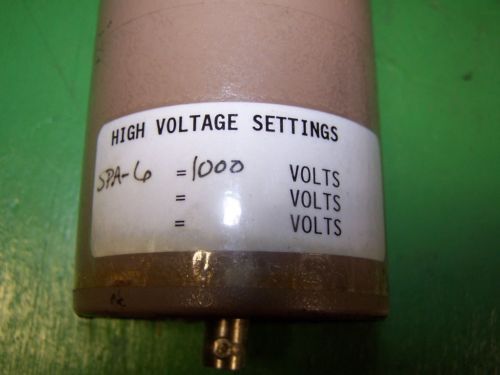 HIGH VOLTAGE SETTINGS
SPA-6 = 1000 VOLTS
= VOLTS
= VOLTS